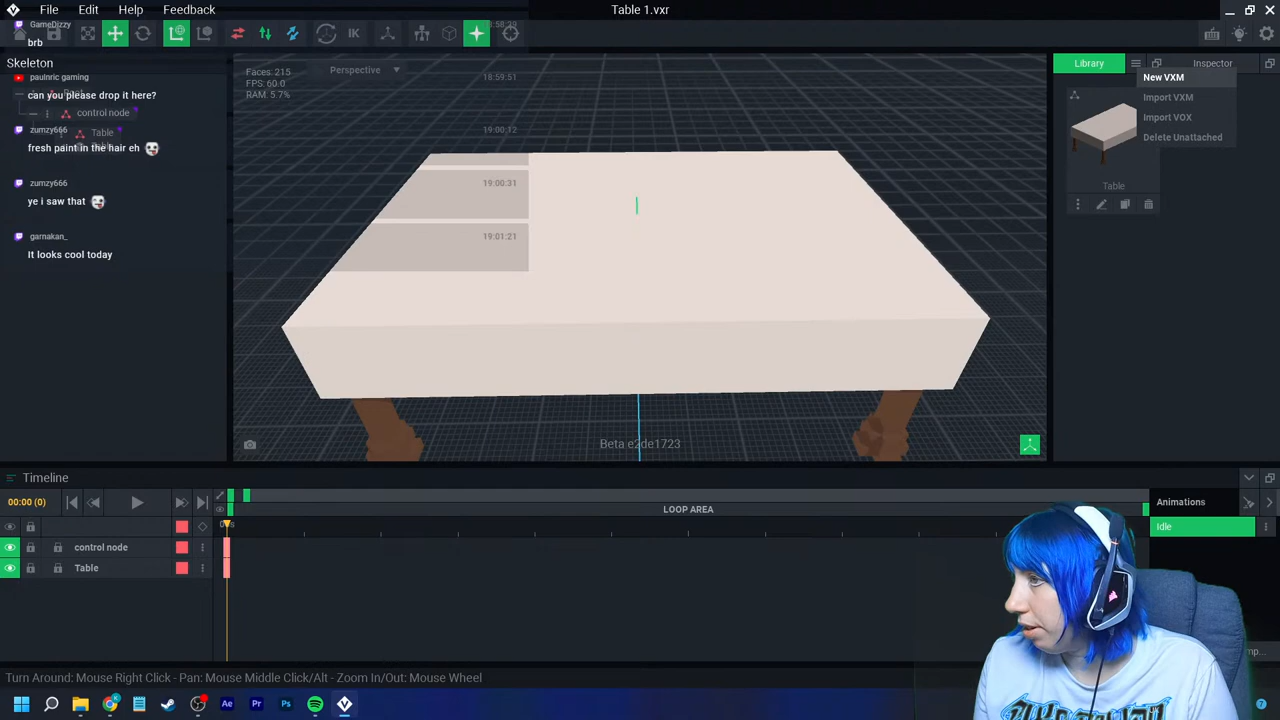 File Edit Help Feedback
Table 1.vxr
GameDizzy
brb
IK
Skeleton
paulnric gaming
can you please drop it here?
control node
zumzy666
Table
fresh paint in the hair eh
zumzy666
ye i saw that
garnakan_
It looks cool today
Faces: 215
FPS: 60.0
RAM: 5.7%
Perspective
18:59:51
19:00:12
19:00:31
19:01:21
Beta e2de1723
Library
Inspector
New VXM
Import VXM
Import VOX
Delete Unattached
Table
Timeline
00:00 (0)
LOOP AREA
Animations
Idle
control node
Table
Turn Around: Mouse Right Click - Pan: Mouse Middle Click/Alt - Zoom In/Out: Mouse Wheel
Ae Pr Ps